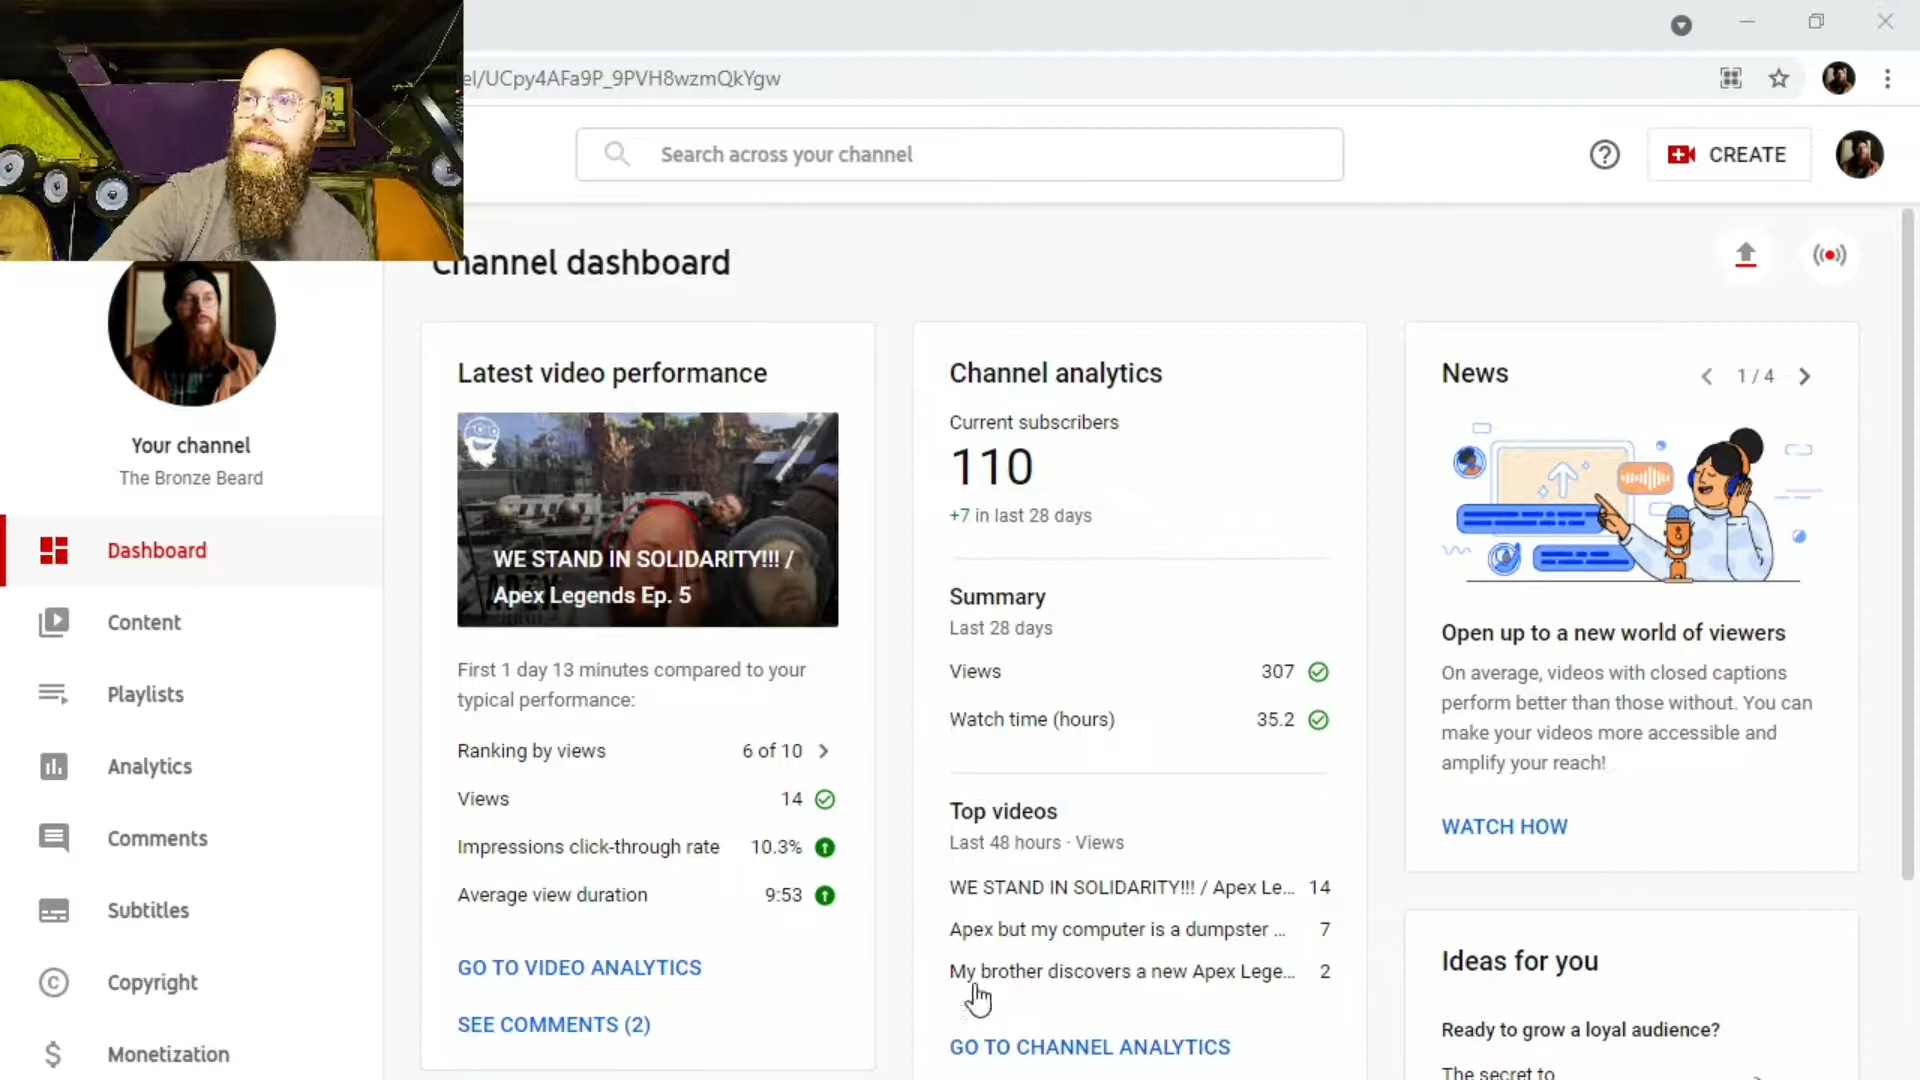 el/UCpy4AFa9P_9PVH8wzmQkYgw
Search across your channel
CREATE
Channel dashboard
Your channel
The Bronze Beard
Dashboard
Content
Playlists
Analytics
Comments
Subtitles
Copyright
Monetization
Latest video performance
WE STAND IN SOLIDARITY!!! /
Apex Legends Ep. 5
First 1 day 13 minutes compared to your
typical performance:
Ranking by views 6 of 10
Views 14
Impressions click-through rate 10.3%
Average view duration 9:53
GO TO VIDEO ANALYTICS
SEE COMMENTS (2)
Channel analytics
Current subscribers
110
+7 in last 28 days
Summary
Last 28 days
Views 307
Watch time (hours) 35.2
Top videos
Last 48 hours · Views
WE STAND IN SOLIDARITY!!! / Apex Le... 14
Apex but my computer is a dumpster ... 7
My brother discovers a new Apex Lege... 2
GO TO CHANNEL ANALYTICS
News
1 / 4
Open up to a new world of viewers
On average, videos with closed captions
perform better than those without. You can
make your videos more accessible and
amplify your reach!
WATCH HOW
Ideas for you
Ready to grow a loyal audience?
The secret to